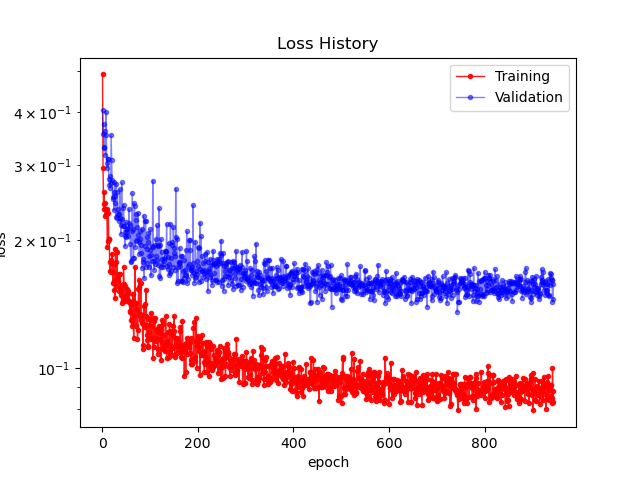 Loss History
Training
Validation
4 × 10⁻¹
3 × 10⁻¹
2 × 10⁻¹
10⁻¹
loss
0 200 400 600 800
epoch